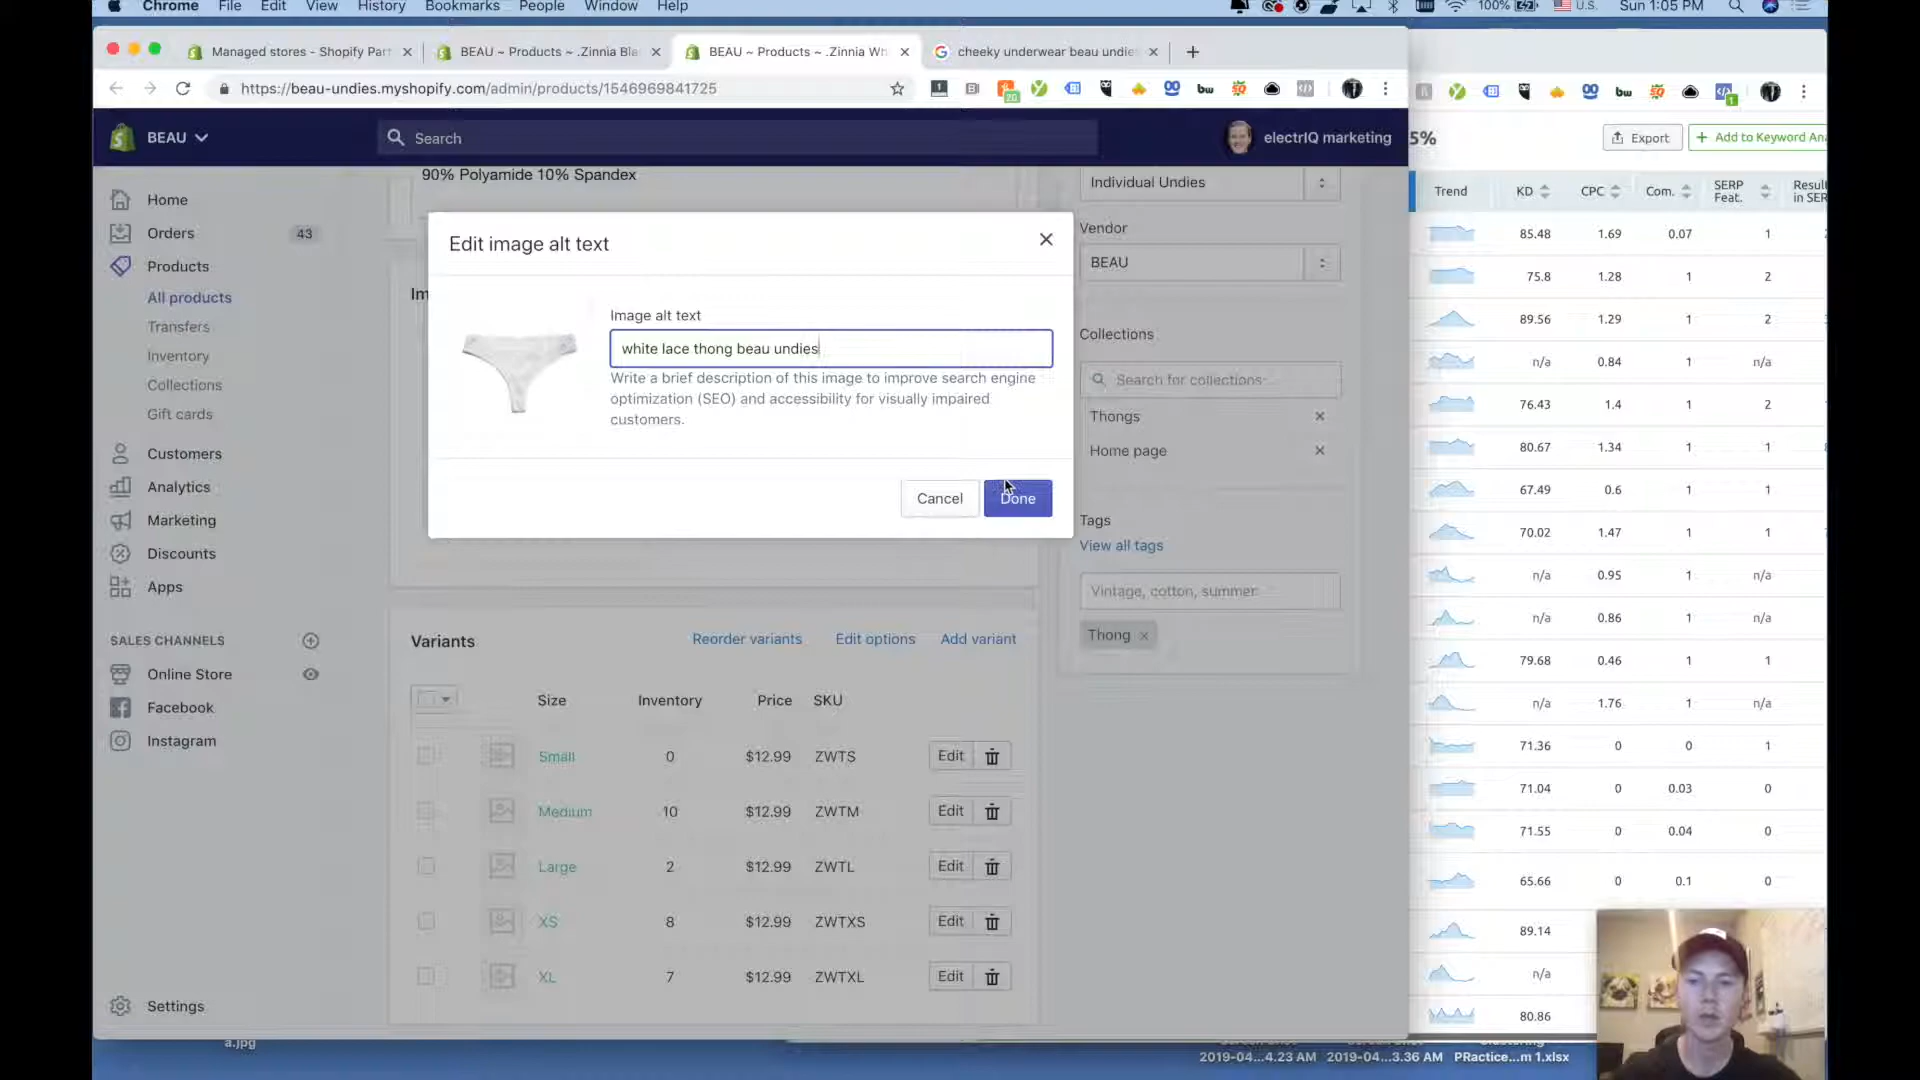 Chrome File Edit View History Bookmarks People Window Help
100% U.S. Sun 1:05 PM
Managed stores - Shopify Part
BEAU ~ Products ~ .Zinnia Bla
BEAU ~ Products ~ .Zinnia Wh
cheeky underwear beau undie
https://beau-undies.myshopify.com/admin/products/1546969841725
20
bw
bw
1
BEAU
Search
electrIQ marketing
5%
Export
+ Add to Keyword Ana
Home
Orders 43
Products
All products
Transfers
Inventory
Collections
Gift cards
Customers
Analytics
Marketing
Discounts
Apps
SALES CHANNELS
Online Store
Facebook
Instagram
Settings
90% Polyamide 10% Spandex
Im
Edit image alt text
Image alt text
white lace thong beau undies
Write a brief description of this image to improve search engine
optimization (SEO) and accessibility for visually impaired
customers.
Cancel
Done
Variants
Reorder variants
Edit options
Add variant
Size Inventory Price SKU
Small 0 $12.99 ZWTS Edit
Medium 10 $12.99 ZWTM Edit
Large 2 $12.99 ZWTL Edit
XS 8 $12.99 ZWTXS Edit
XL 7 $12.99 ZWTXL Edit
Individual Undies
Vendor
BEAU
Collections
Search for collections
Thongs
Home page
Tags
View all tags
Vintage, cotton, summer
Thong
Trend KD CPC Com. SERP Feat. Resul in SER
85.48 1.69 0.07 1
75.8 1.28 1 2
89.56 1.29 1 2
n/a 0.84 1 n/a
76.43 1.4 1 2
80.67 1.34 1 1
67.49 0.6 1 1
70.02 1.47 1 1
n/a 0.95 1 n/a
n/a 0.86 1 n/a
79.68 0.46 1 1
n/a 1.76 1 n/a
71.36 0 0 1
71.04 0 0.03 0
71.55 0 0.04 0
65.66 0 0.1 0
89.14
n/a
80.86
a.jpg
2019-04...4.23 AM 2019-04...3.36 AM PRactice...m 1.xlsx